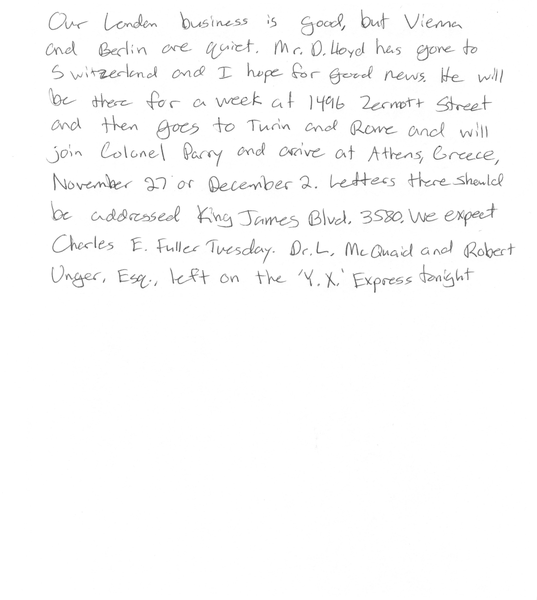 Our London business is good, but Vienna
and Berlin are quiet. Mr. D. Lloyd has gone to
Switzerland and I hope for good news. He will
be there for a week at 1496 Zermott Street
and then goes to Turin and Rome and will
join Colonel Parry and arrive at Athens, Greece,
November 27 or December 2. Letters there should
be addressed King James Blvd. 3580. We expect
Charles E. Fuller Tuesday. Dr. L. McQuaid and Robert
Unger, Esq., left on the 'Y.X.' Express tonight